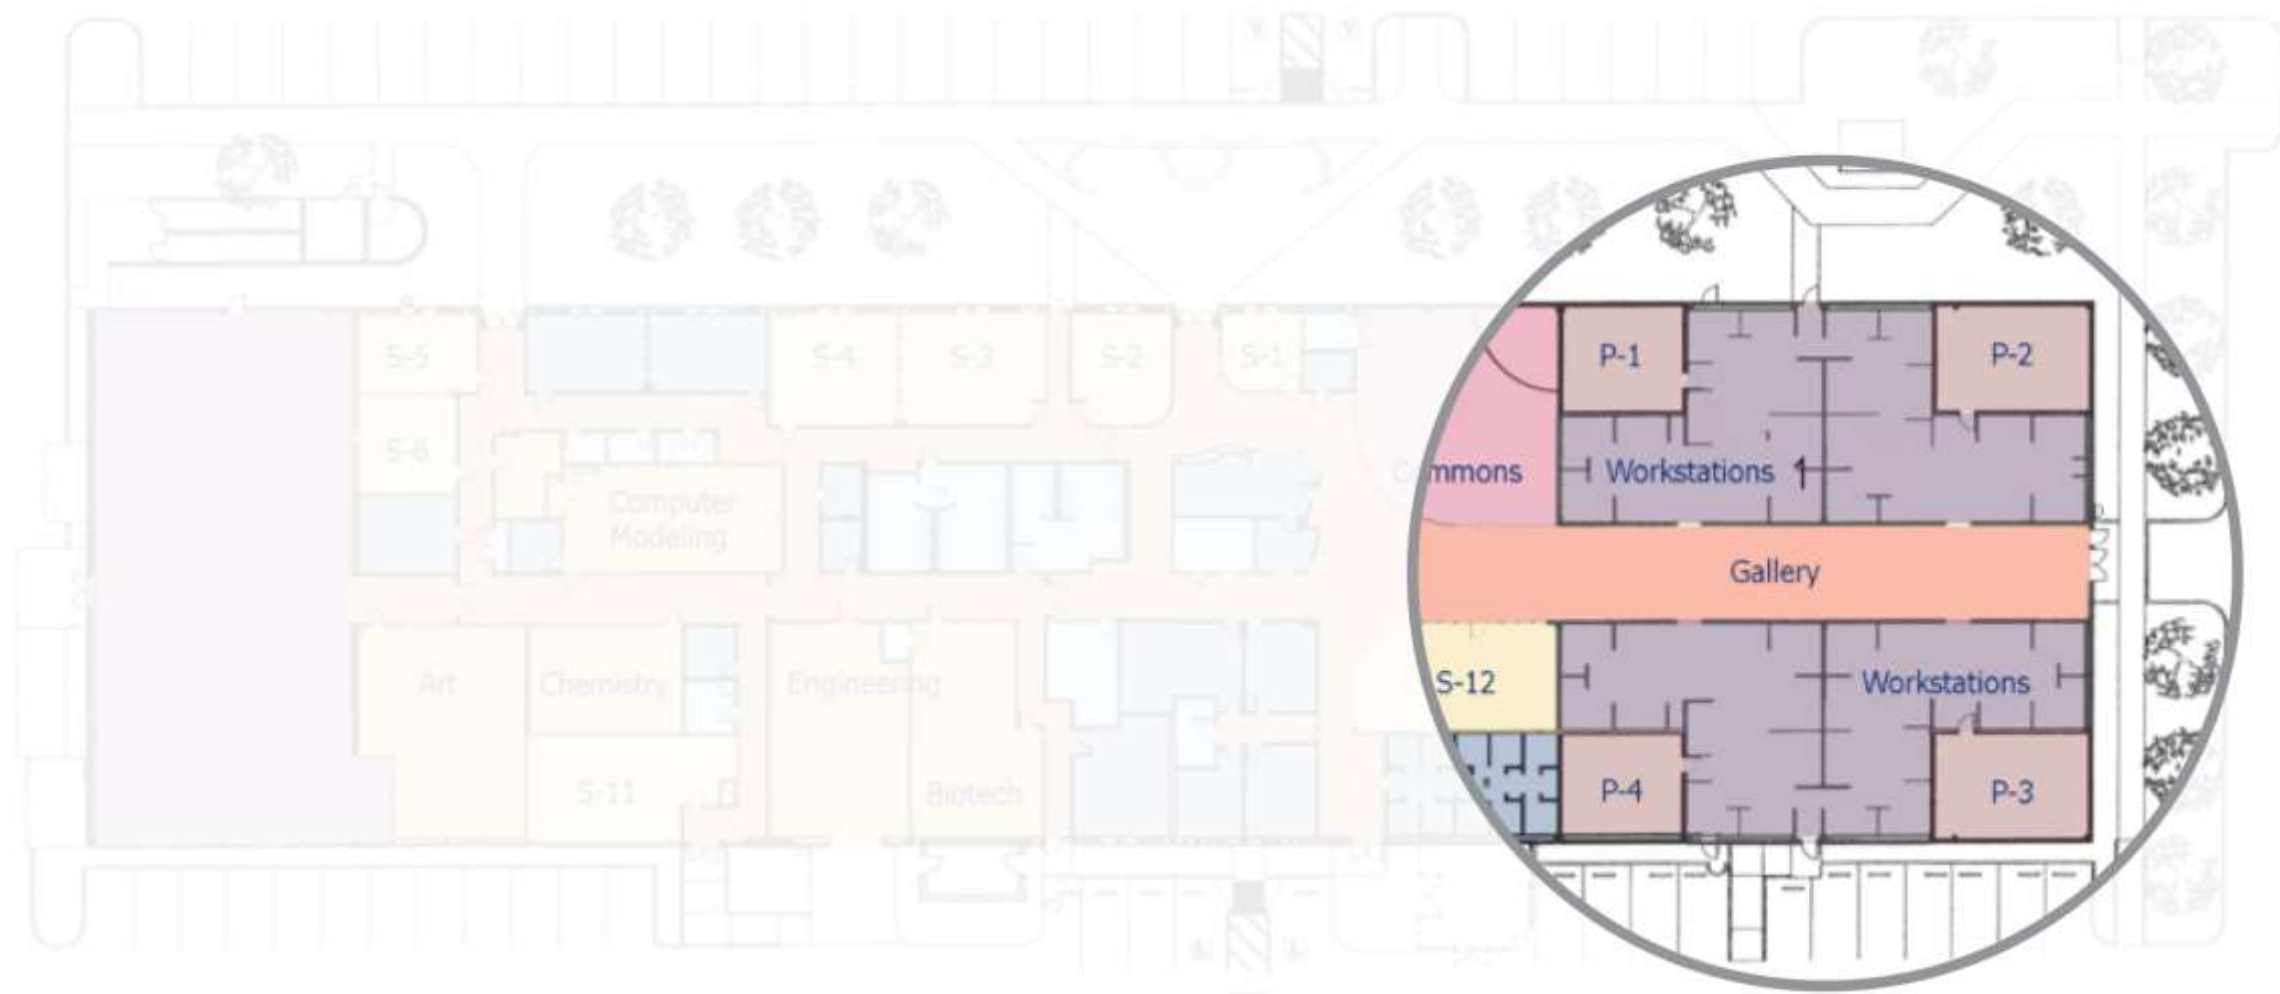 S-5
S-4
S-3
S-2
S-1
P-1
P-2
S-6
Commons
Workstations
Computer
Modeling
Gallery
Art
Chemistry
Engineering
S-12
Workstations
S-11
Biotech
P-4
P-3